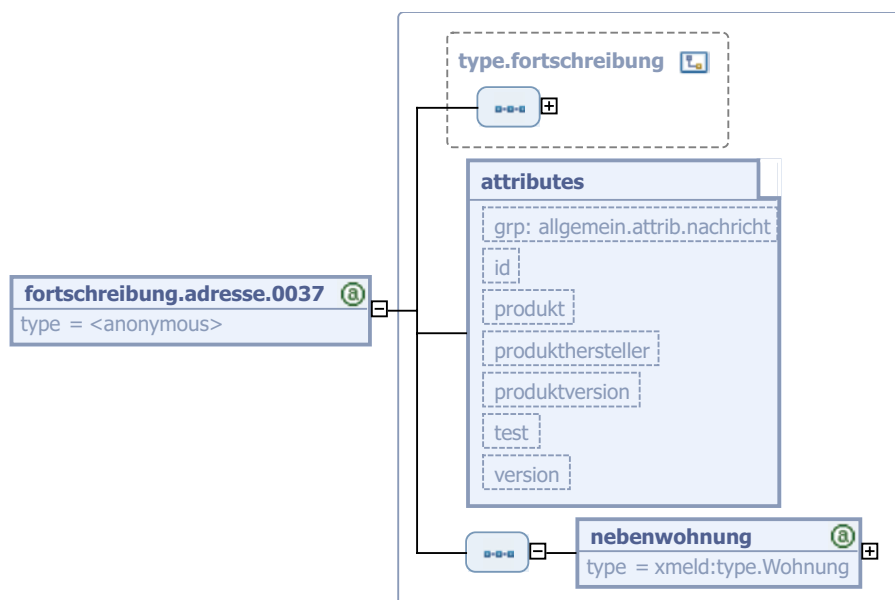 type.fortschreibung
attributes
grp: allgemein.attrib.nachricht
id
fortschreibung.adresse.0037
type = <anonymous>
produkt
produkthersteller
produktversion
test
version
nebenwohnung
type = xmeld:type.Wohnung